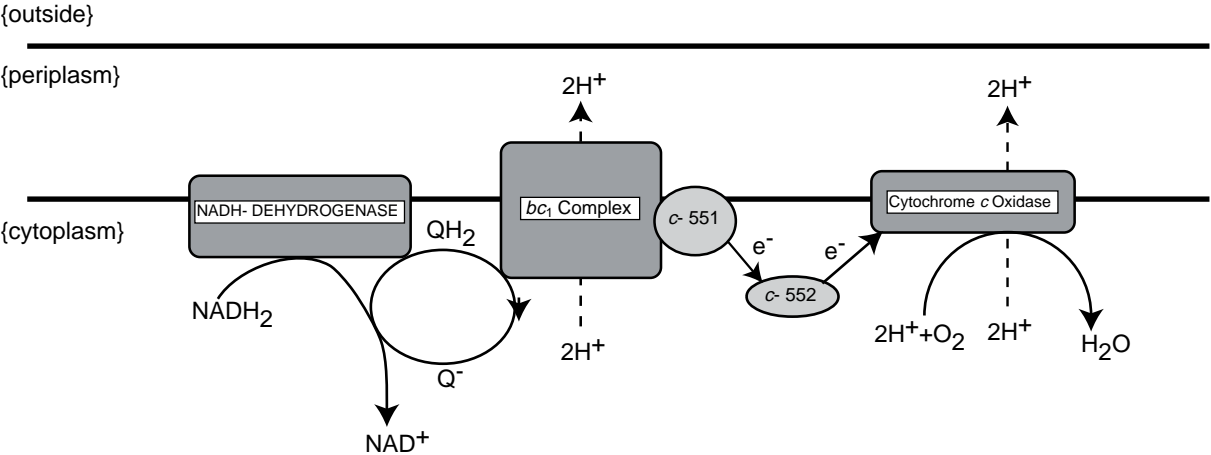 {outside}
{periplasm}
2H⁺
2H⁺
NADH- DEHYDROGENASE
bc₁ Complex
c- 551
Cytochrome c Oxidase
{cytoplasm}
QH₂
e⁻
e⁻
c- 552
NADH₂
2H⁺
2H⁺+O₂
2H⁺
H₂O
Q⁻
NAD⁺